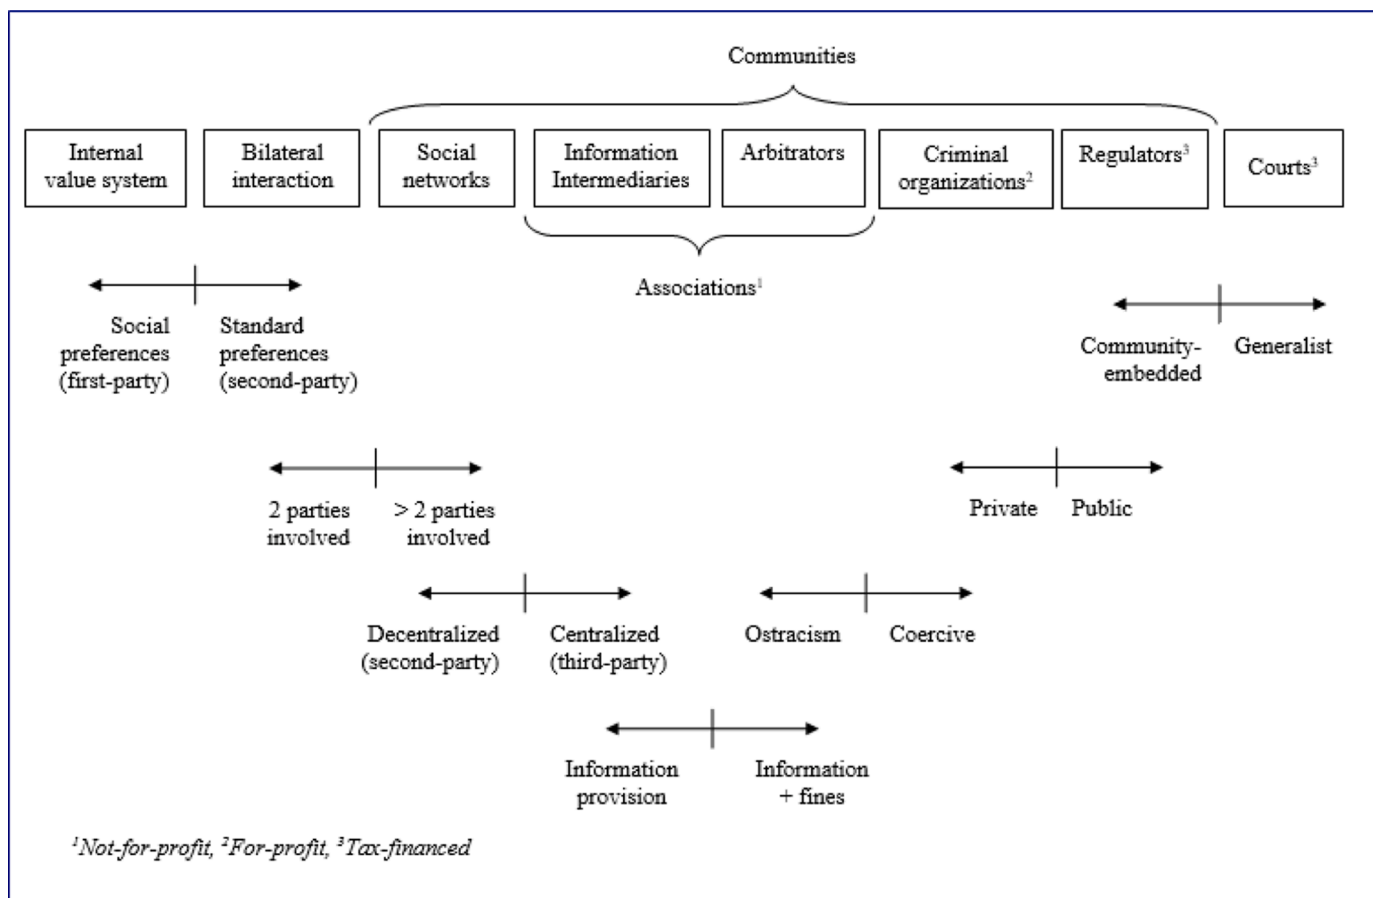 Communities
Internal
value system
Bilateral
interaction
Social
networks
Information
Intermediaries
Arbitrators
Criminal
organizations²
Regulators³
Courts³
Associations¹
Social
preferences
(first-party)
Standard
preferences
(second-party)
Community-
embedded
Generalist
2 parties
involved
> 2 parties
involved
Private
Public
Decentralized
(second-party)
Centralized
(third-party)
Ostracism
Coercive
Information
provision
Information
+ fines
¹Not-for-profit, ²For-profit, ³Tax-financed